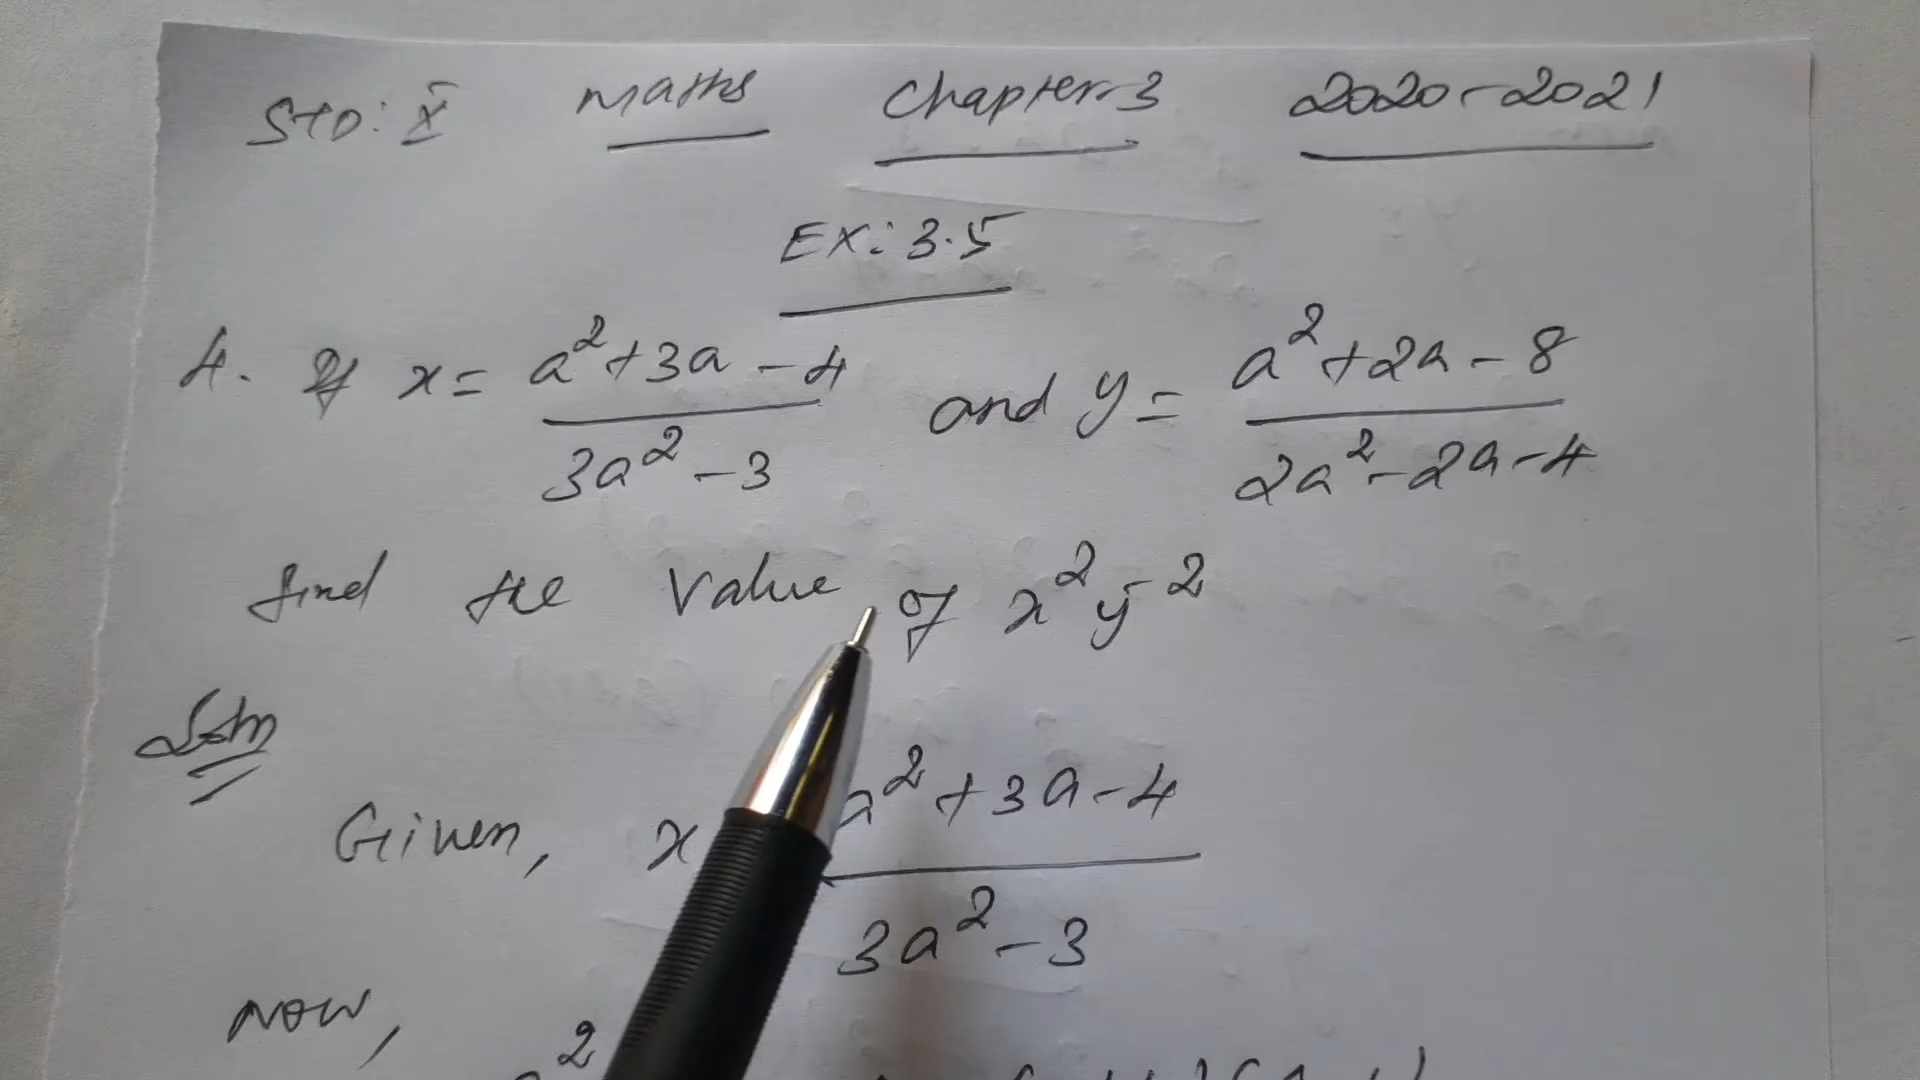 STD: X Maths Chapter-3 2020-2021
EX: 3.5
4. If x = a²+3a-4 / 3a²-3 and y = a²+2a-8 / 2a²-2a-4
find the value of x²y⁻²
Soln
Given, x a²+3a-4 / 3a²-3
Now,